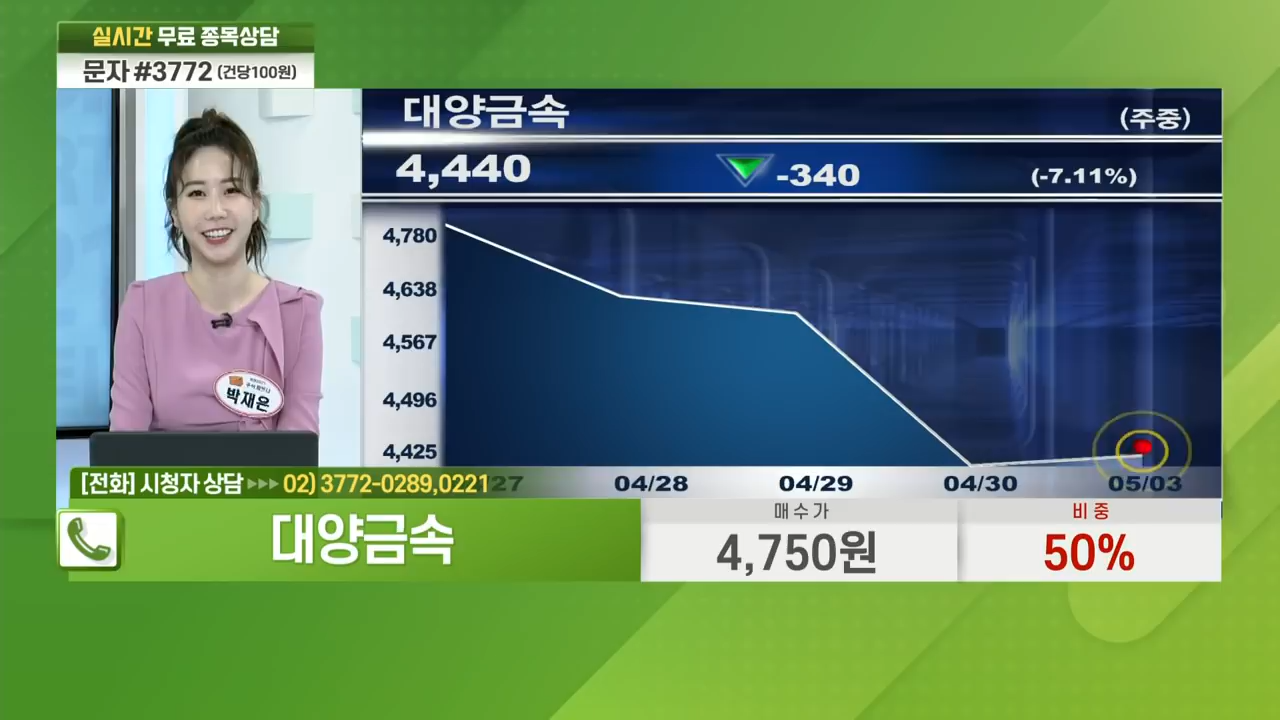 실시간 무료 종목상담
문자 #3772 (건당100원)
대양금속
(주중)
4,440
-340
(-7.11%)
4,780
4,638
4,567
4,496
4,425
박재은
[전화] 시청자 상담 ▶▶▶ 02) 3772-0289,0221
27 04/28 04/29 04/30 05/03
대양금속
매수가
4,750원
비중
50%